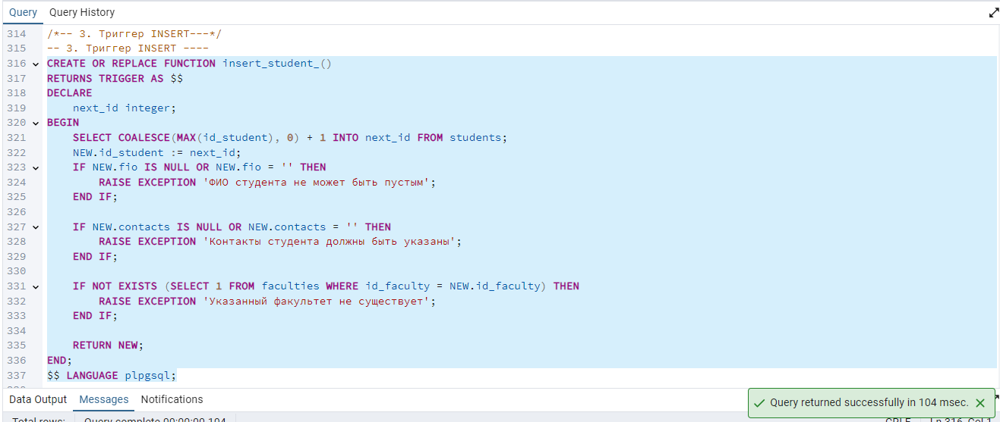 Query Query History
314 /*-- 3. Триггер INSERT---*/
315 -- 3. Триггер INSERT ----
316 CREATE OR REPLACE FUNCTION insert_student_()
317 RETURNS TRIGGER AS $$
318 DECLARE
319 next_id integer;
320 BEGIN
321 SELECT COALESCE(MAX(id_student), 0) + 1 INTO next_id FROM students;
322 NEW.id_student := next_id;
323 IF NEW.fio IS NULL OR NEW.fio = '' THEN
324 RAISE EXCEPTION 'ФИО студента не может быть пустым';
325 END IF;
326
327 IF NEW.contacts IS NULL OR NEW.contacts = '' THEN
328 RAISE EXCEPTION 'Контакты студента должны быть указаны';
329 END IF;
330
331 IF NOT EXISTS (SELECT 1 FROM faculties WHERE id_faculty = NEW.id_faculty) THEN
332 RAISE EXCEPTION 'Указанный факультет не существует';
333 END IF;
334
335 RETURN NEW;
336 END;
337 $$ LANGUAGE plpgsql;
Data Output Messages Notifications
Query returned successfully in 104 msec.
Total rows: Query complete 00:00:00.104 CRLF Ln 316, Col 1